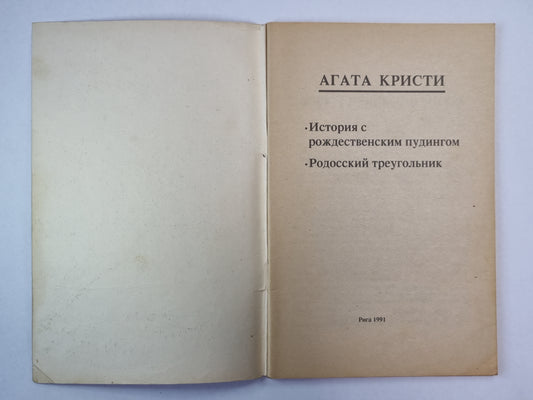 АГАТА КРИСТИ
·История с
рождественским пудингом
·Родосский треугольник
Рига 1991